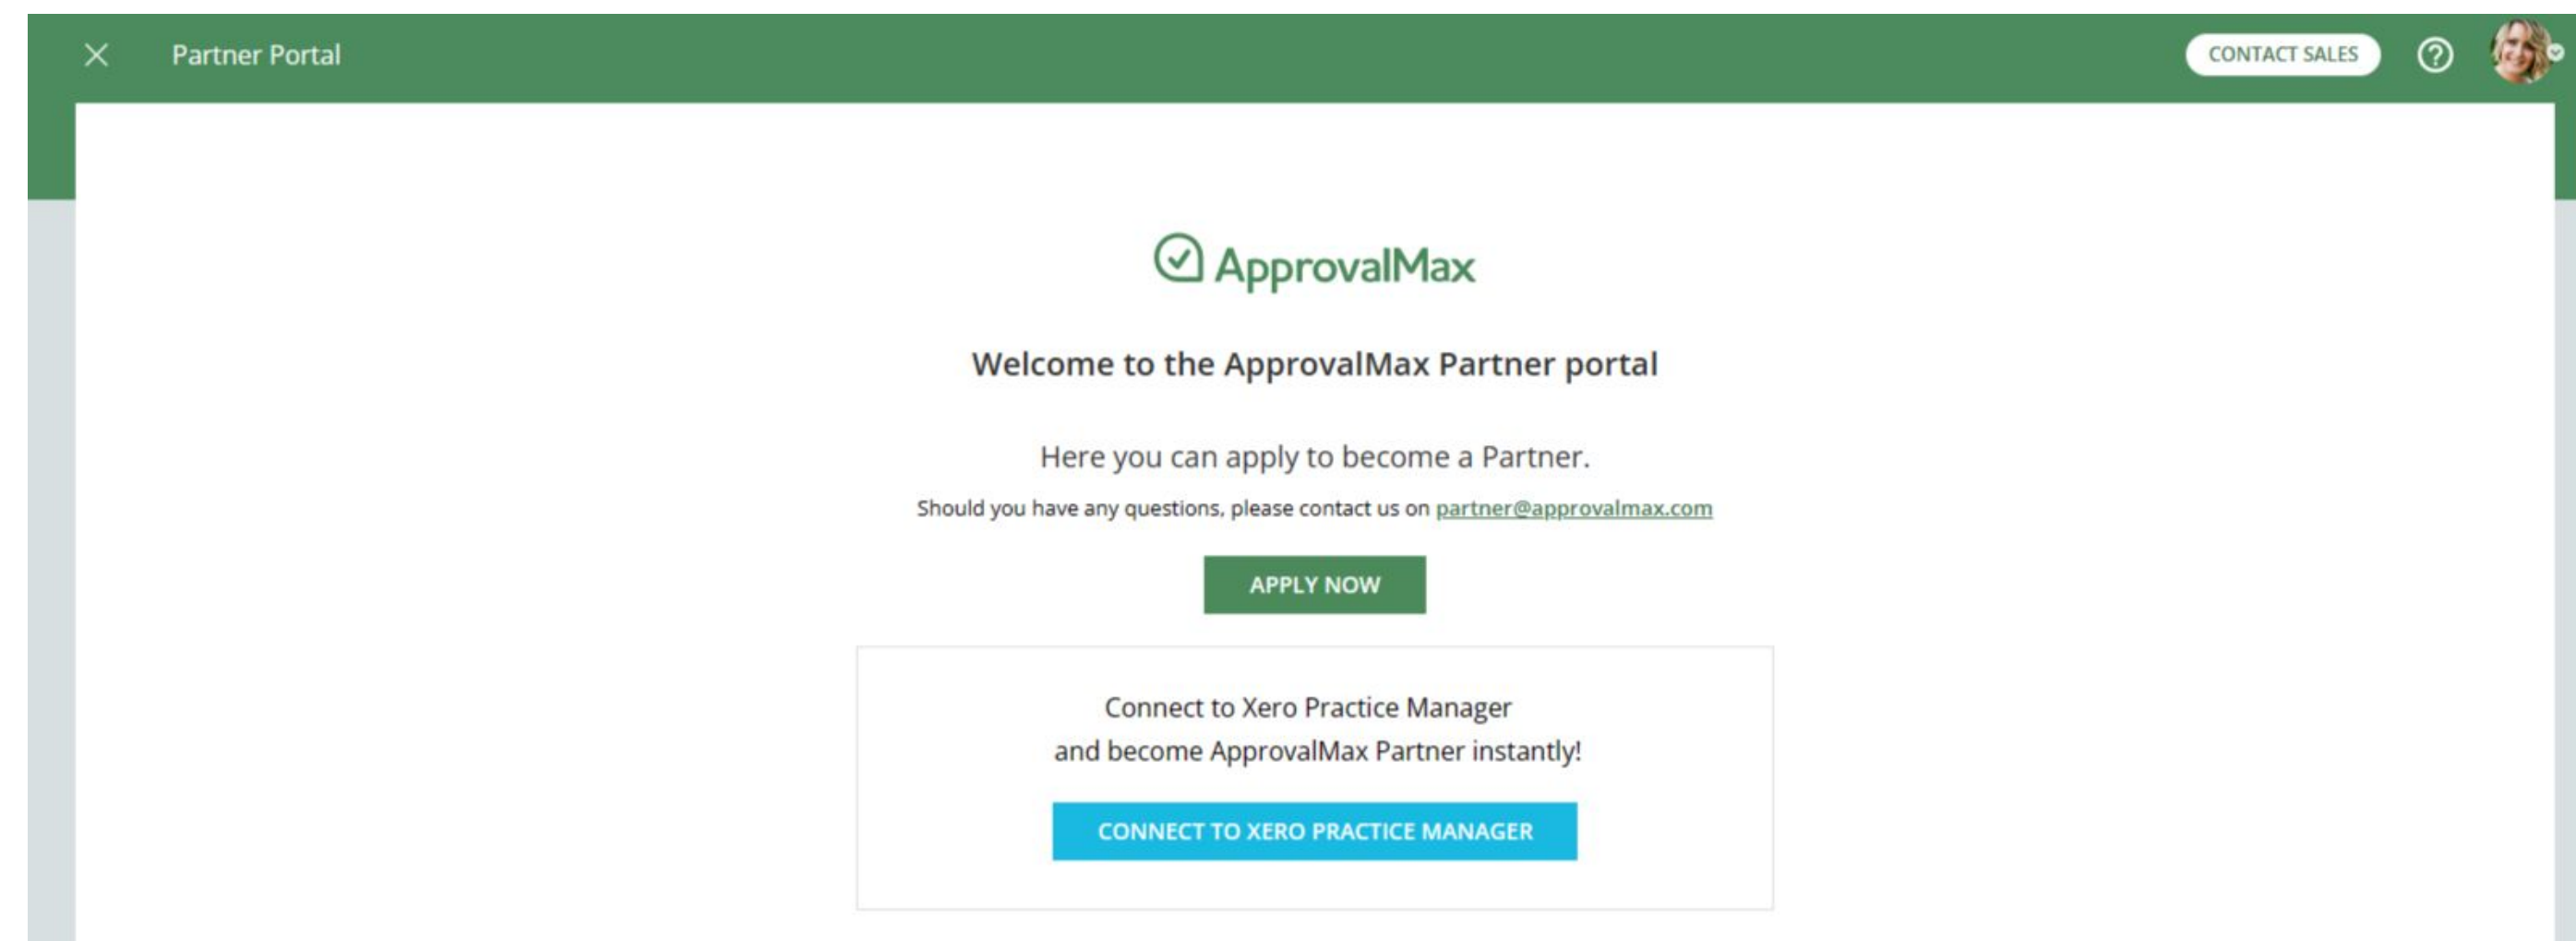 Partner Portal
CONTACT SALES
ApprovalMax
Welcome to the ApprovalMax Partner portal
Here you can apply to become a Partner.
Should you have any questions, please contact us on partner@approvalmax.com
APPLY NOW
Connect to Xero Practice Manager
and become ApprovalMax Partner instantly!
CONNECT TO XERO PRACTICE MANAGER